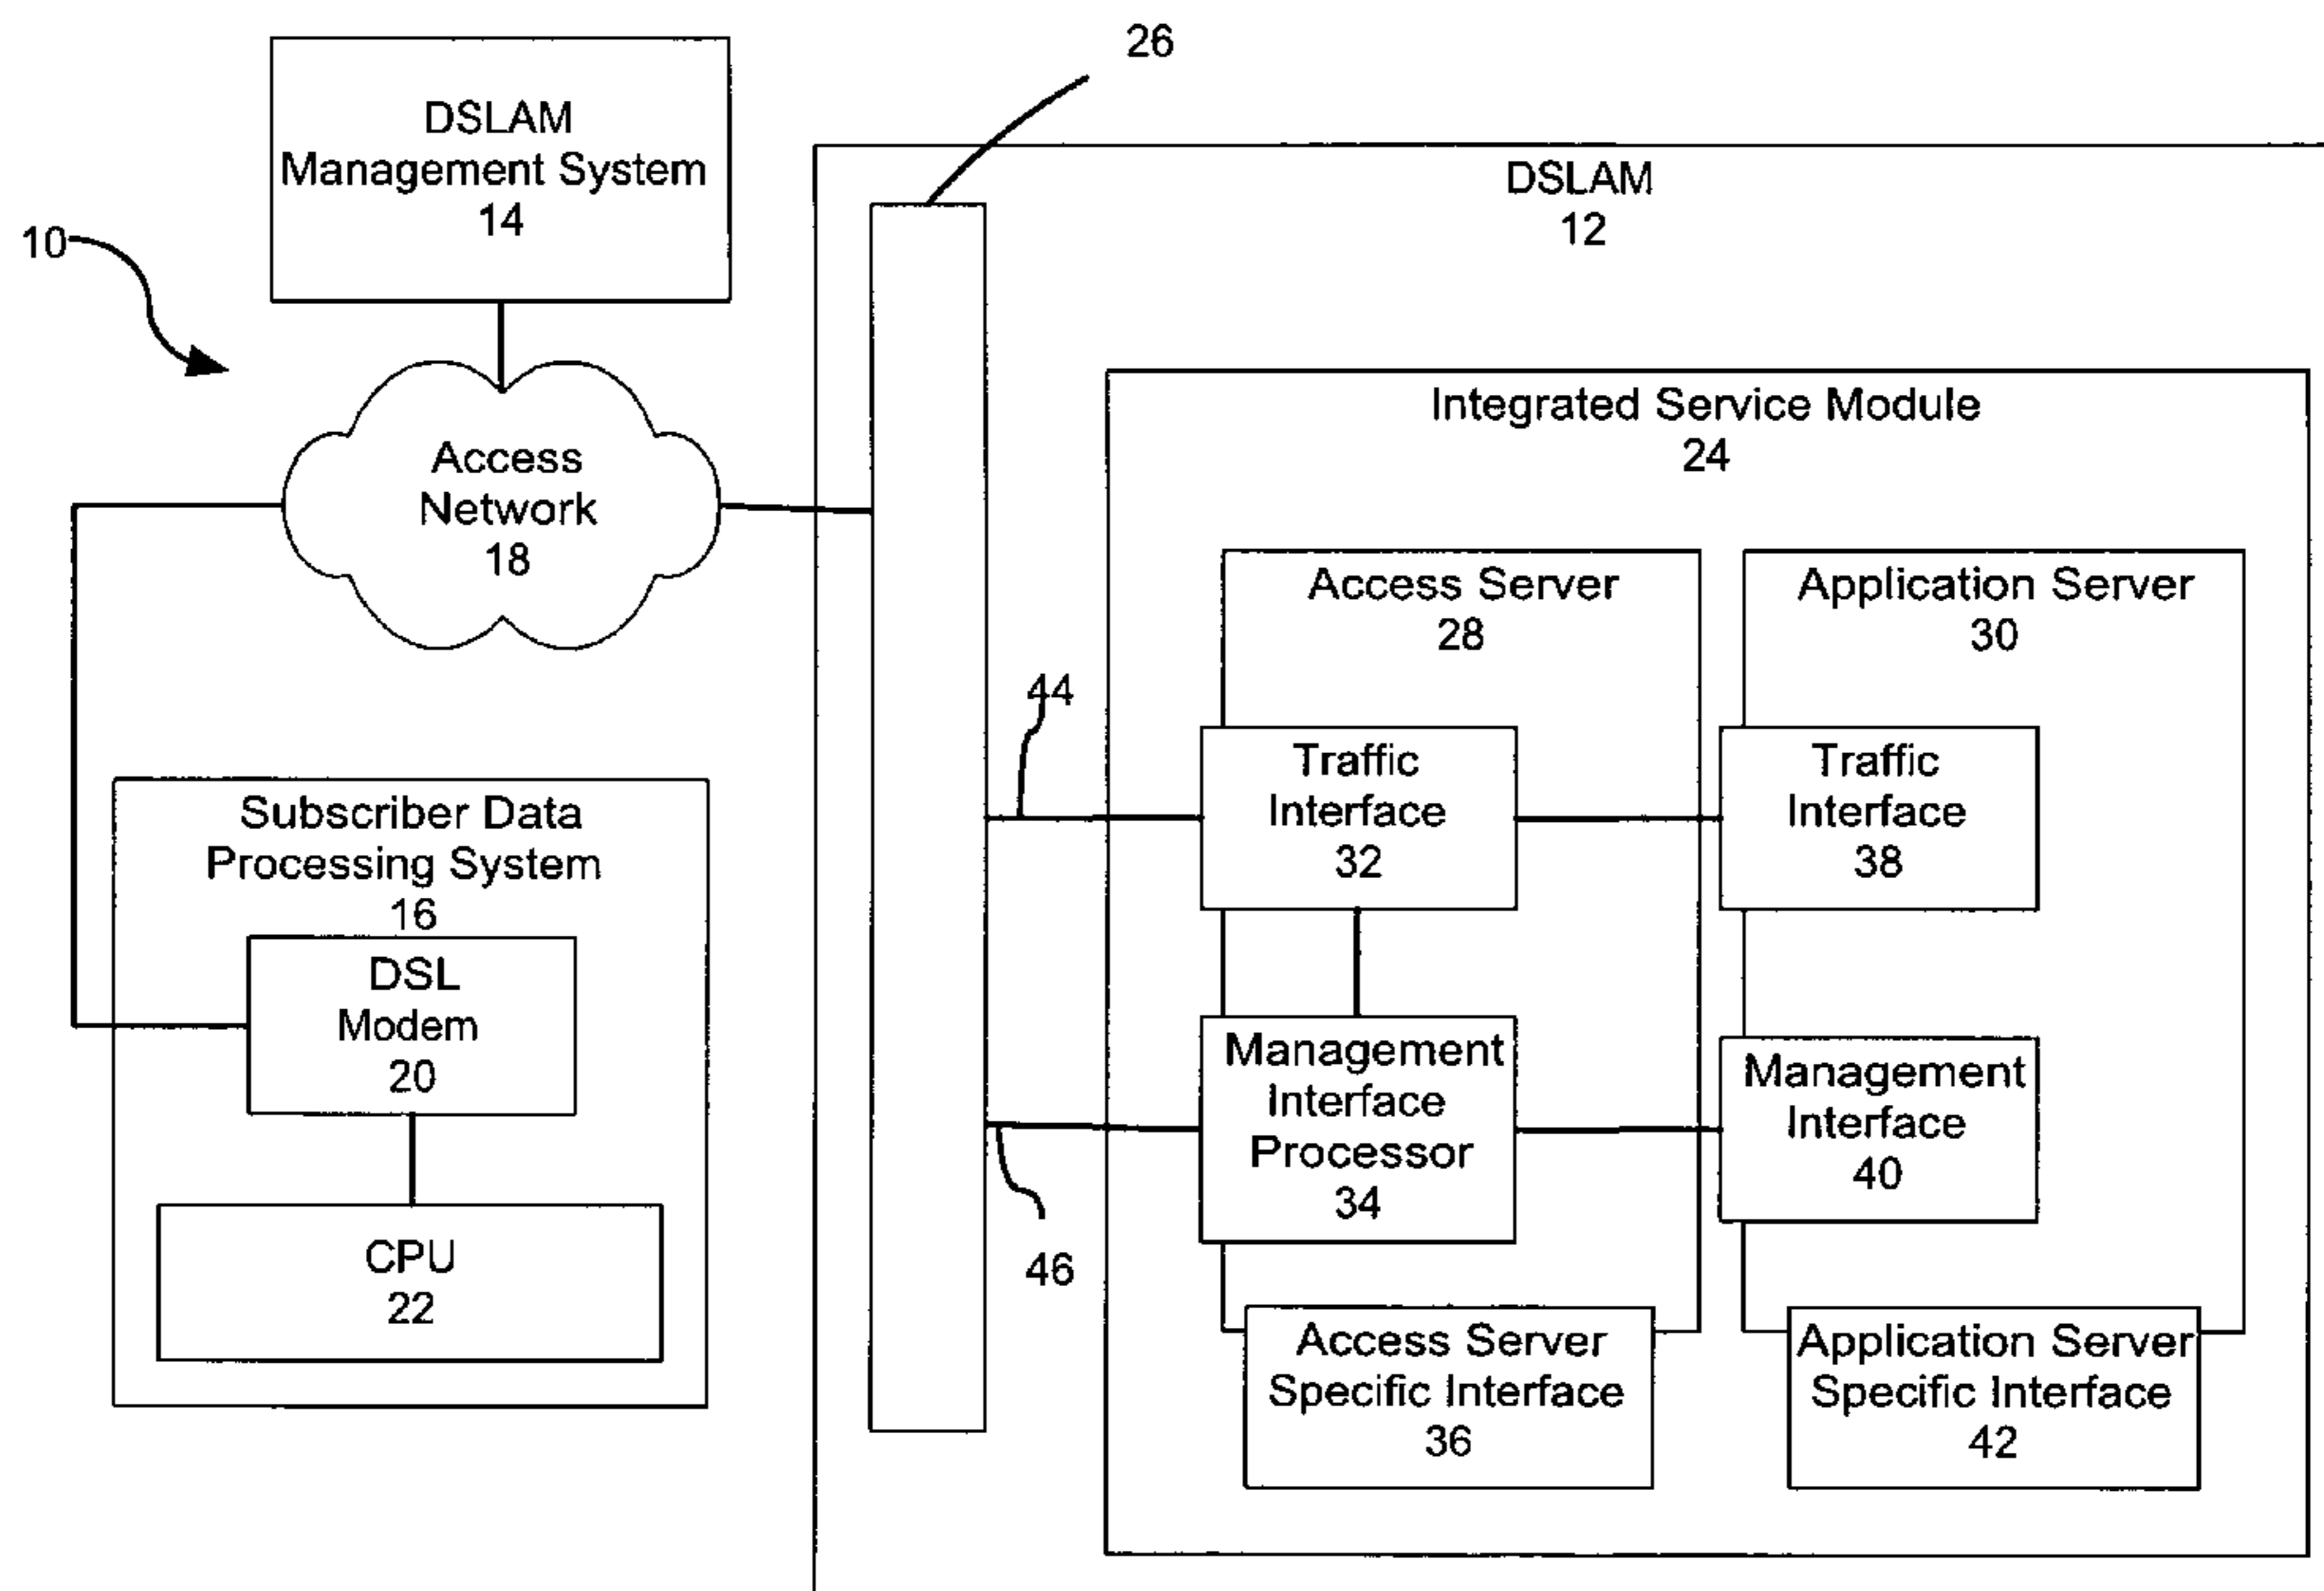 26
DSLAM
Management System
14
10
DSLAM
12
Access
Network
18
Integrated Service Module
24
Access Server
28
Application Server
30
44
Traffic
Interface
32
Traffic
Interface
38
Subscriber Data
Processing System
16
DSL
Modem
20
CPU
22
Management
Interface
Processor
34
Management
Interface
40
46
Access Server
Specific Interface
36
Application Server
Specific Interface
42